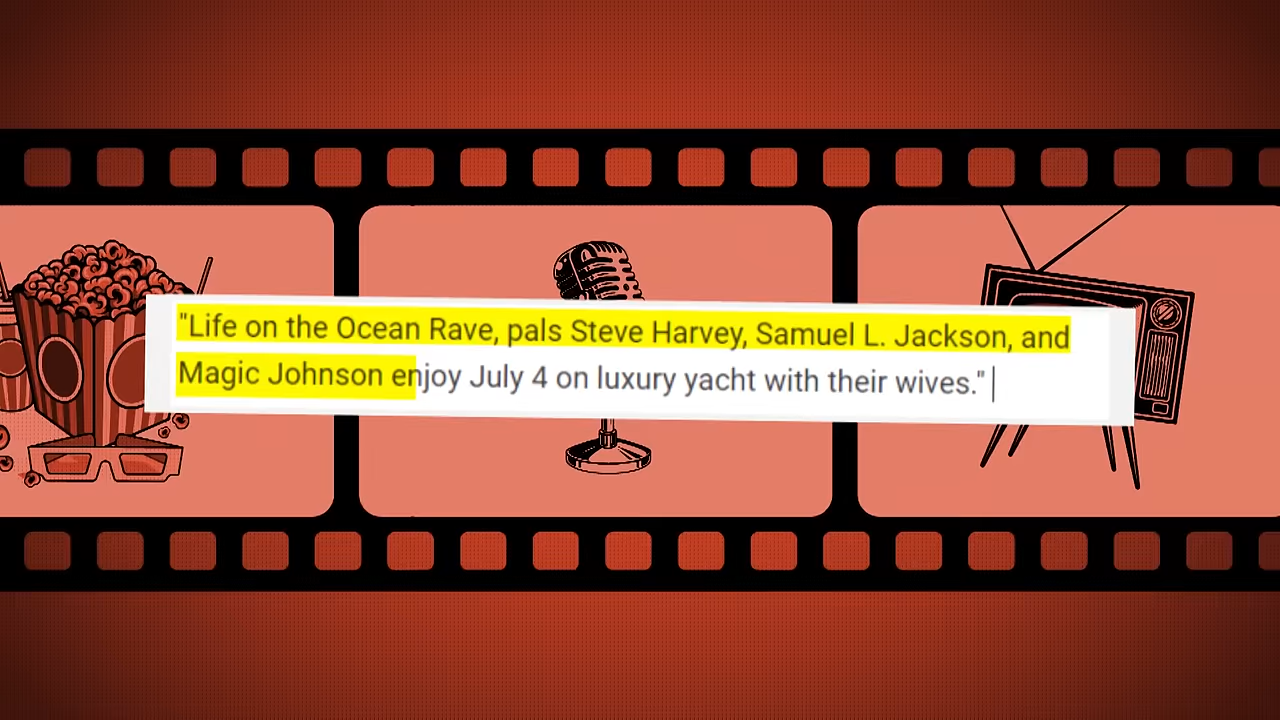 "Life on the Ocean Rave, pals Steve Harvey, Samuel L. Jackson, and
Magic Johnson enjoy July 4 on luxury yacht with their wives."